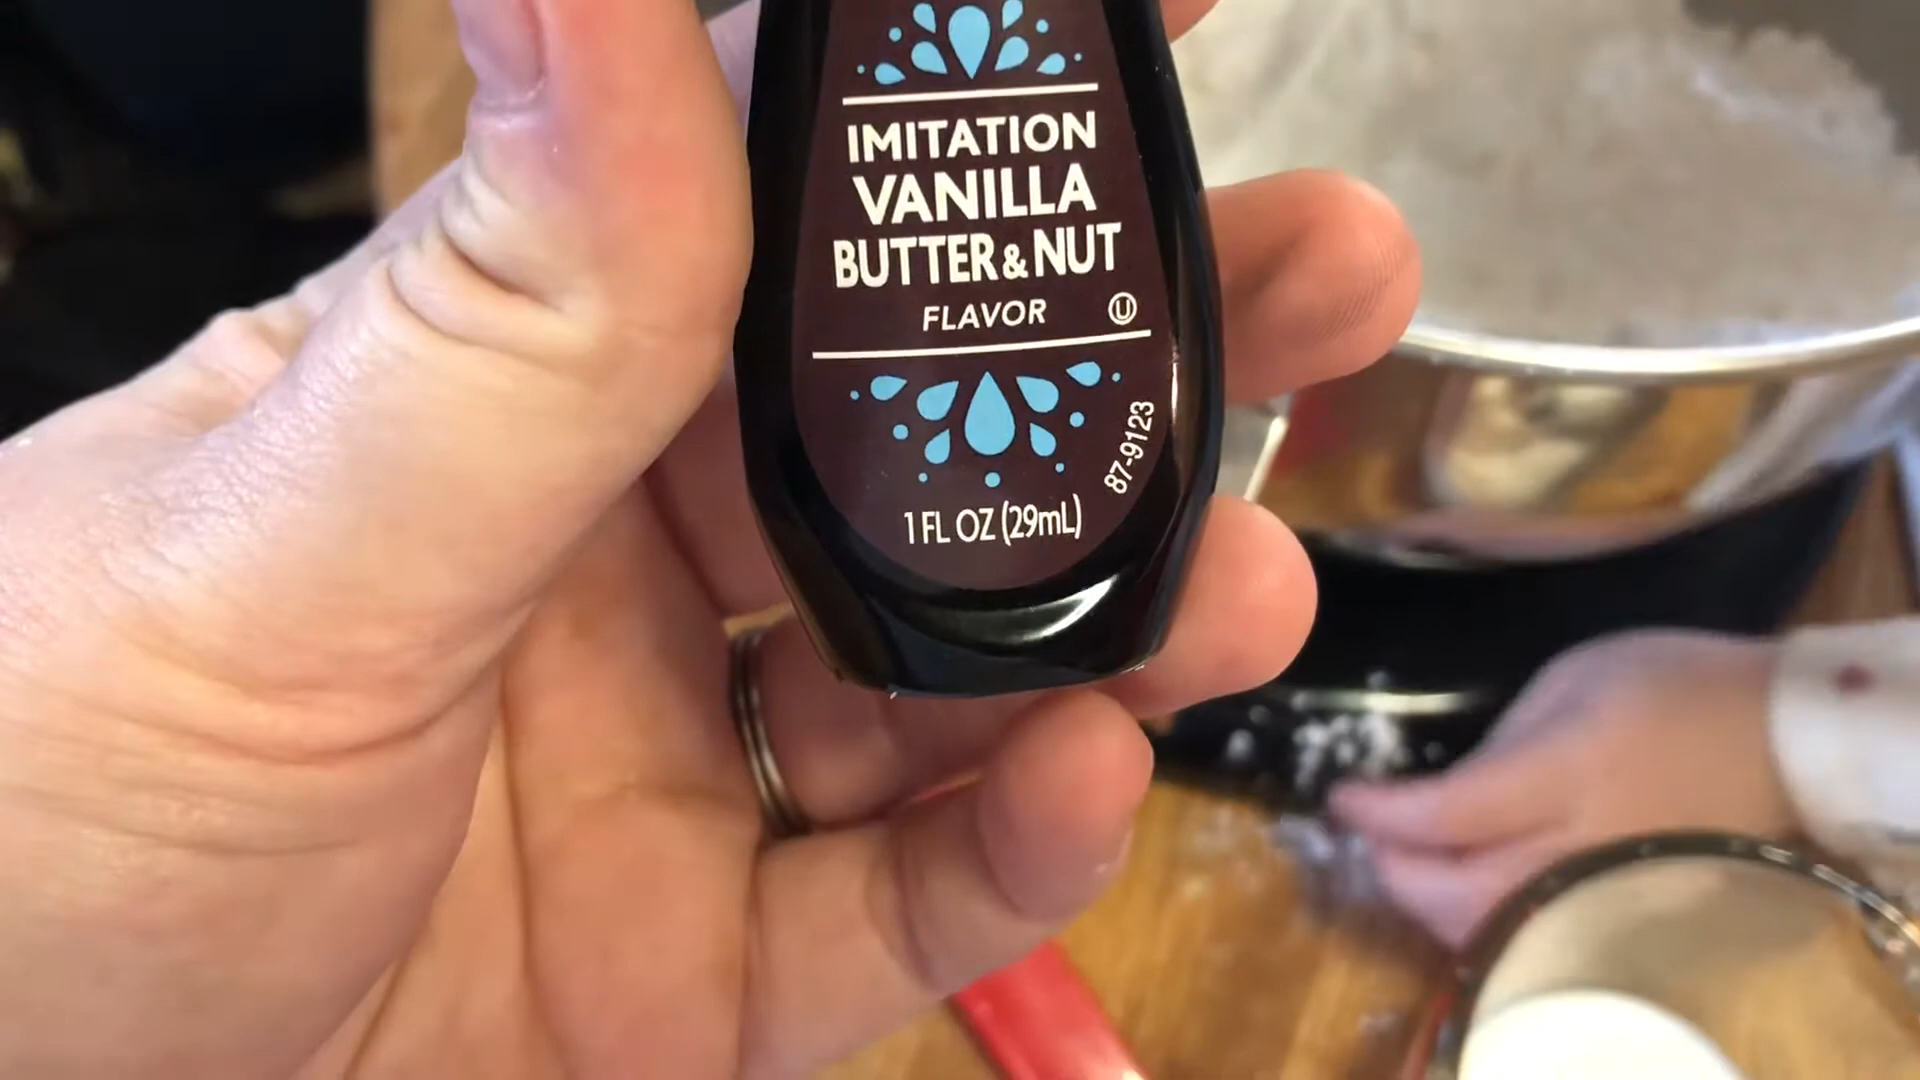 IMITATION
VANILLA
BUTTER & NUT
FLAVOR U
87-9123
1 FL OZ (29mL)